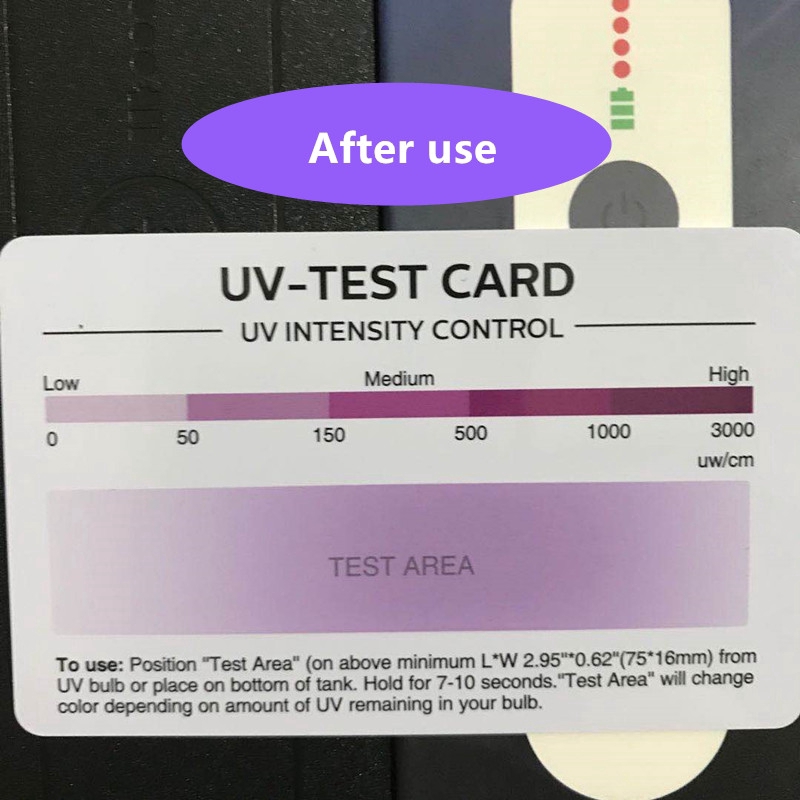 After use
UV-TEST CARD
UV INTENSITY CONTROL
Low Medium High
0 50 150 500 1000 3000
uw/cm
TEST AREA
To use: Position "Test Area" (on above minimum L*W 2.95"*0.62"(75*16mm) from
UV bulb or place on bottom of tank. Hold for 7-10 seconds."Test Area" will change
color depending on amount of UV remaining in your bulb.